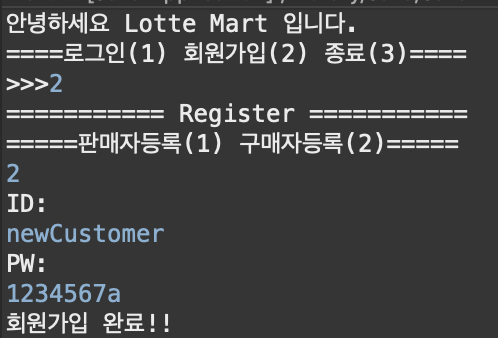 안녕하세요 Lotte Mart 입니다.
====로그인(1) 회원가입(2) 종료(3)====
>>>2
=========== Register ===========
=====판매자등록(1) 구매자등록(2)=====
2
ID:
newCustomer
PW:
1234567a
회원가입 완료!!